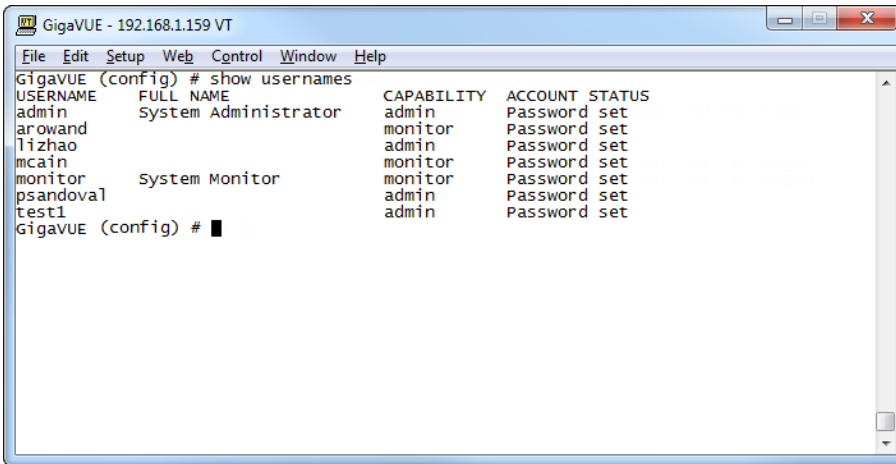 GigaVUE - 192.168.1.159 VT
File Edit Setup Web Control Window Help
GigaVUE (config) # show usernames
USERNAME FULL NAME CAPABILITY ACCOUNT STATUS
admin System Administrator admin Password set
arowand monitor Password set
lizhao admin Password set
mcain monitor Password set
monitor System Monitor monitor Password set
psandoval admin Password set
test1 admin Password set
GigaVUE (config) #